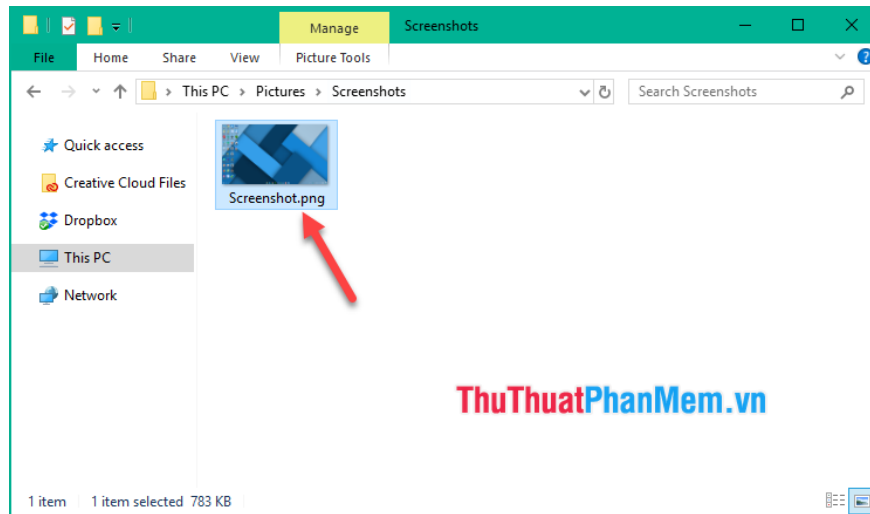 Manage
Screenshots
File
Home
Share
View
Picture Tools
This PC > Pictures > Screenshots
Search Screenshots
Quick access
Creative Cloud Files
Dropbox
This PC
Network
Screenshot.png
ThuThuatPhanMem.vn
1 item
1 item selected 783 KB